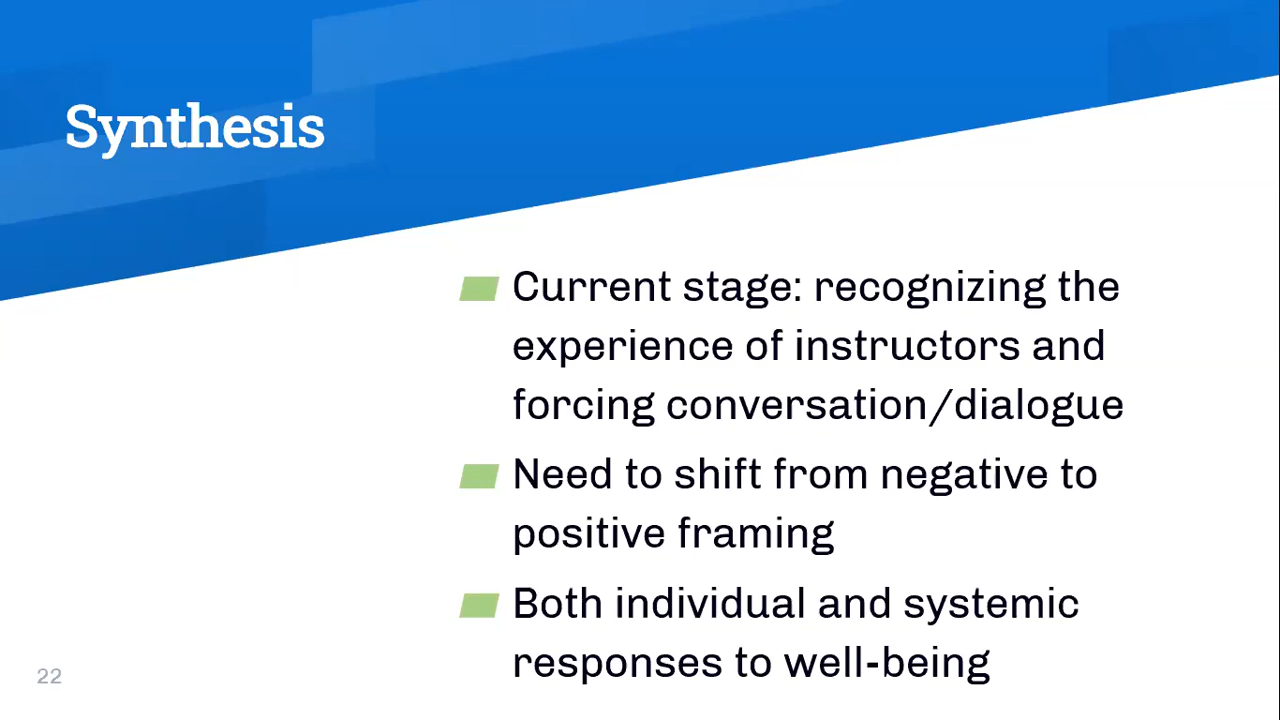 Synthesis
Current stage: recognizing the
experience of instructors and
forcing conversation/dialogue
Need to shift from negative to
positive framing
Both individual and systemic
responses to well-being
22